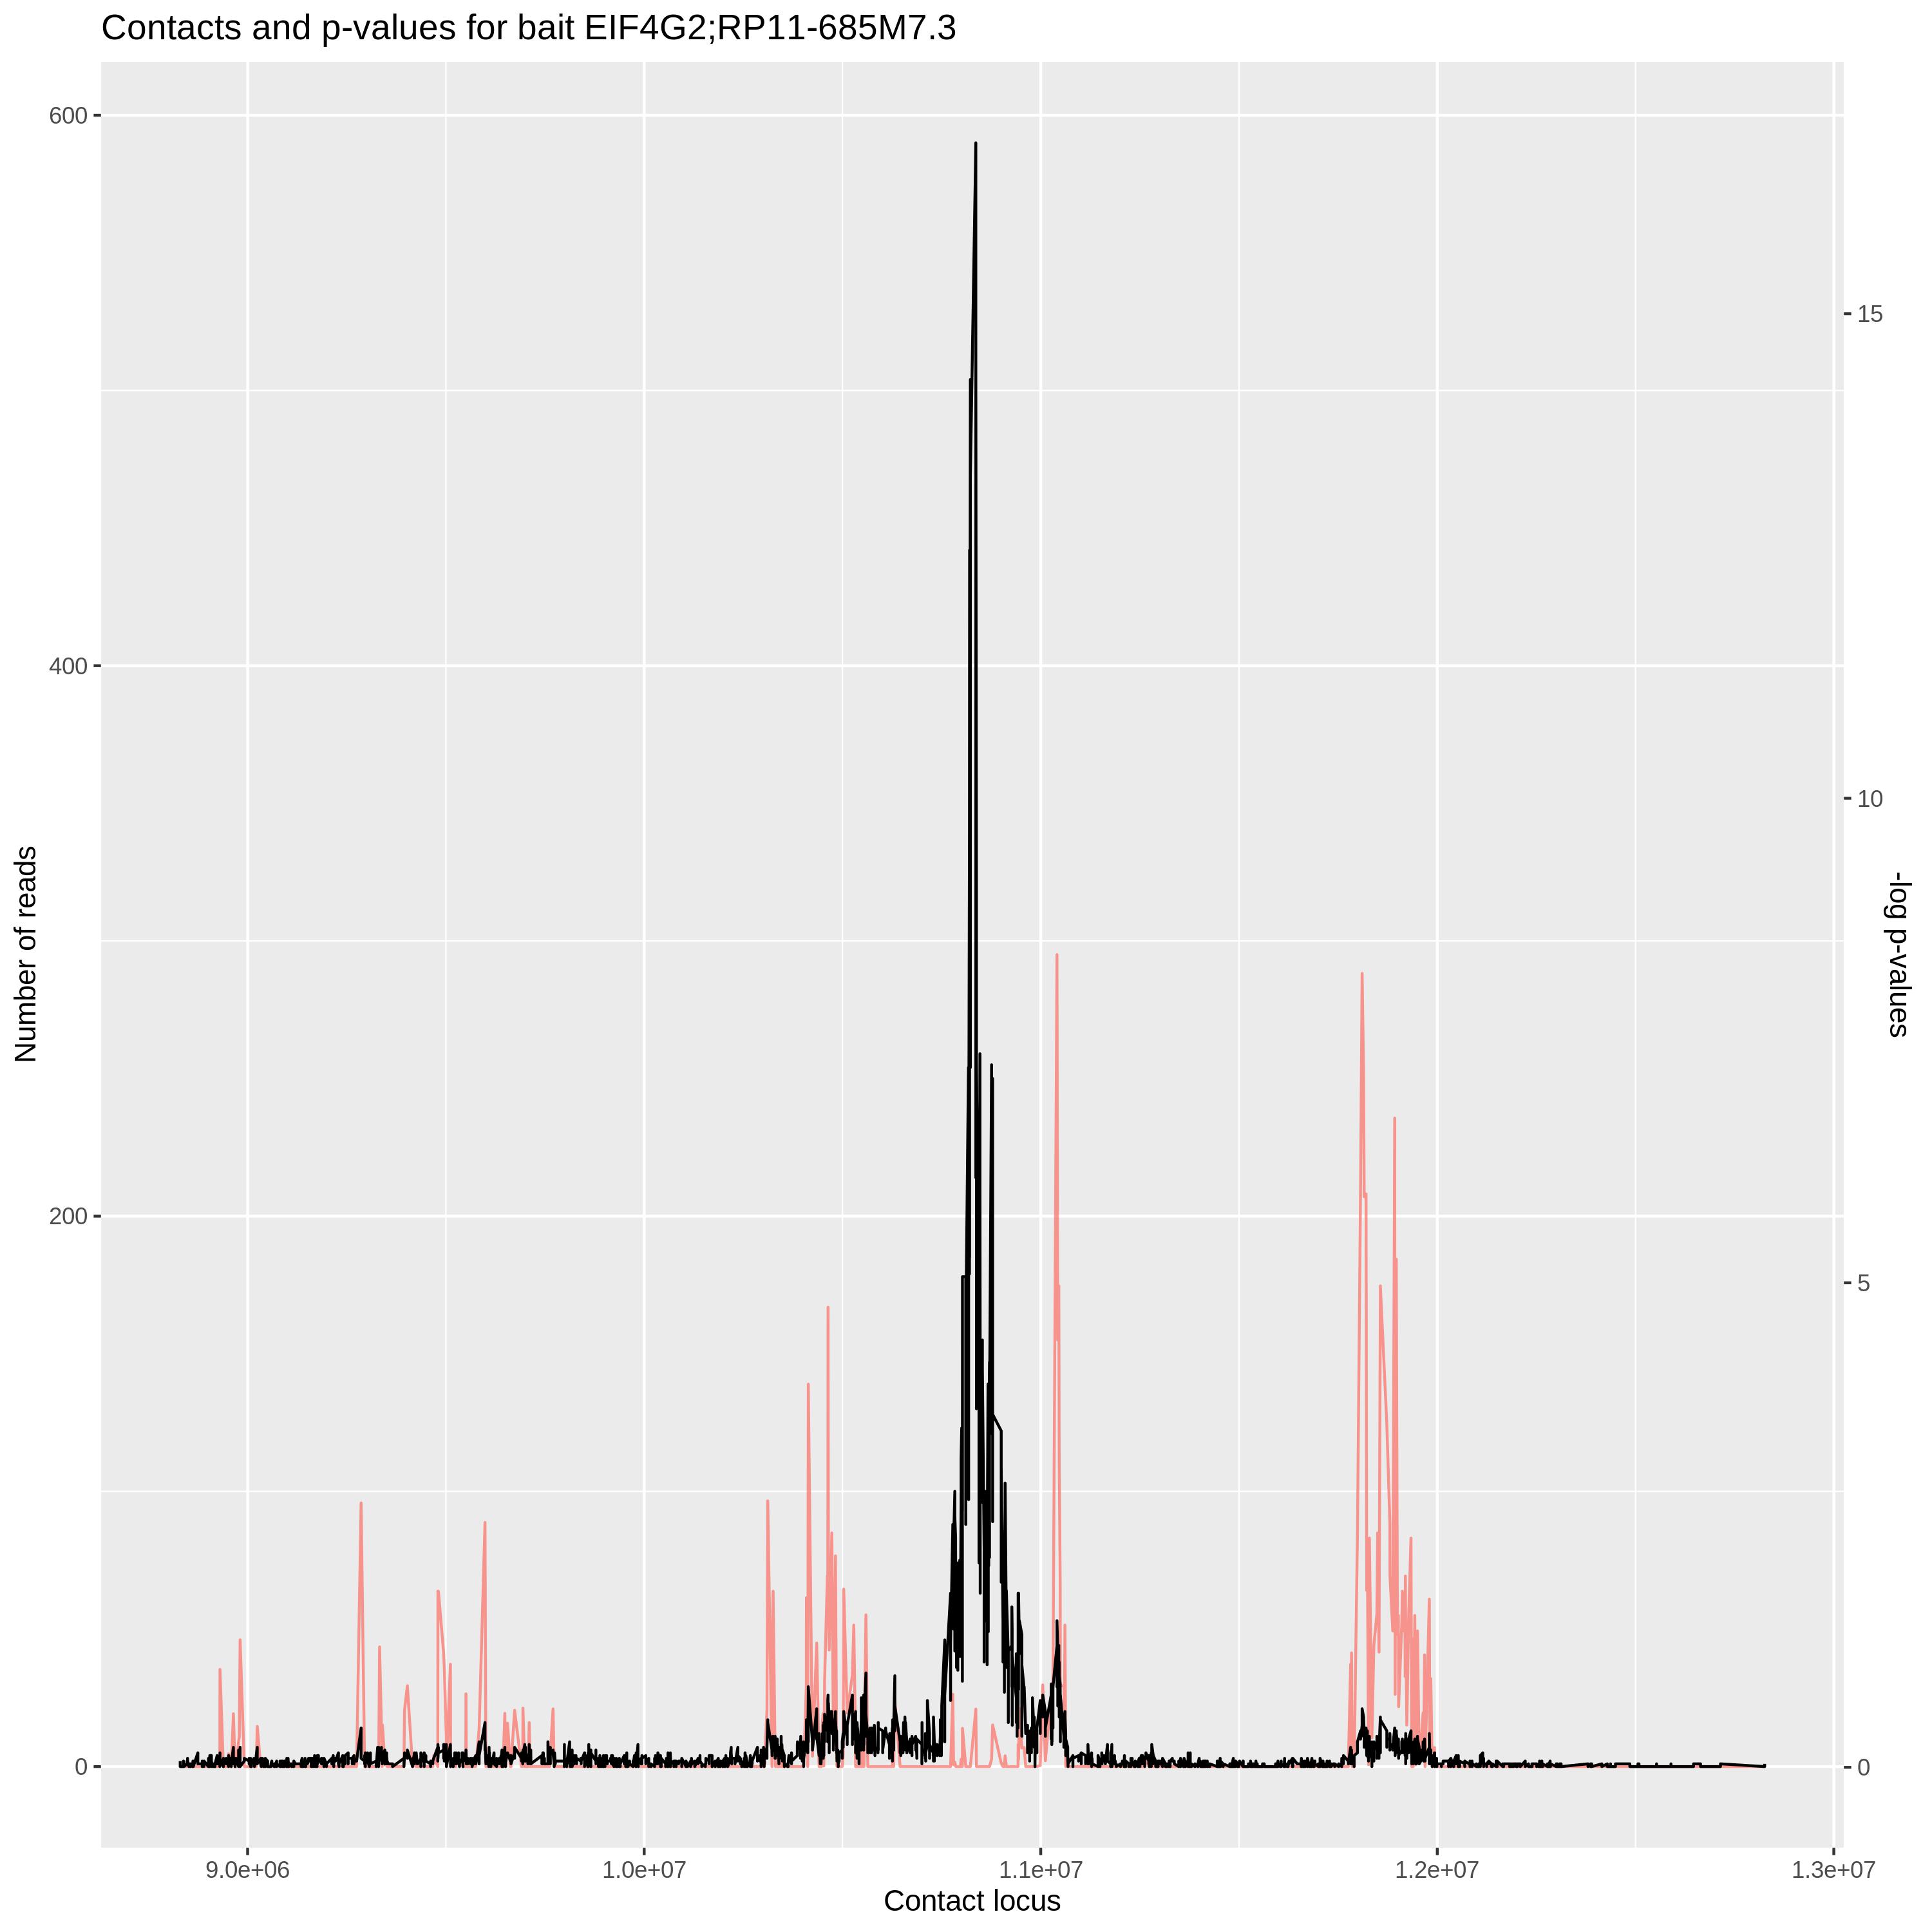 Contacts and p-values for bait EIF4G2;RP11-685M7.3
600
400
200
0
Number of reads
15
10
5
0
-log p-values
9.0e+06
1.0e+07
1.1e+07
1.2e+07
1.3e+07
Contact locus